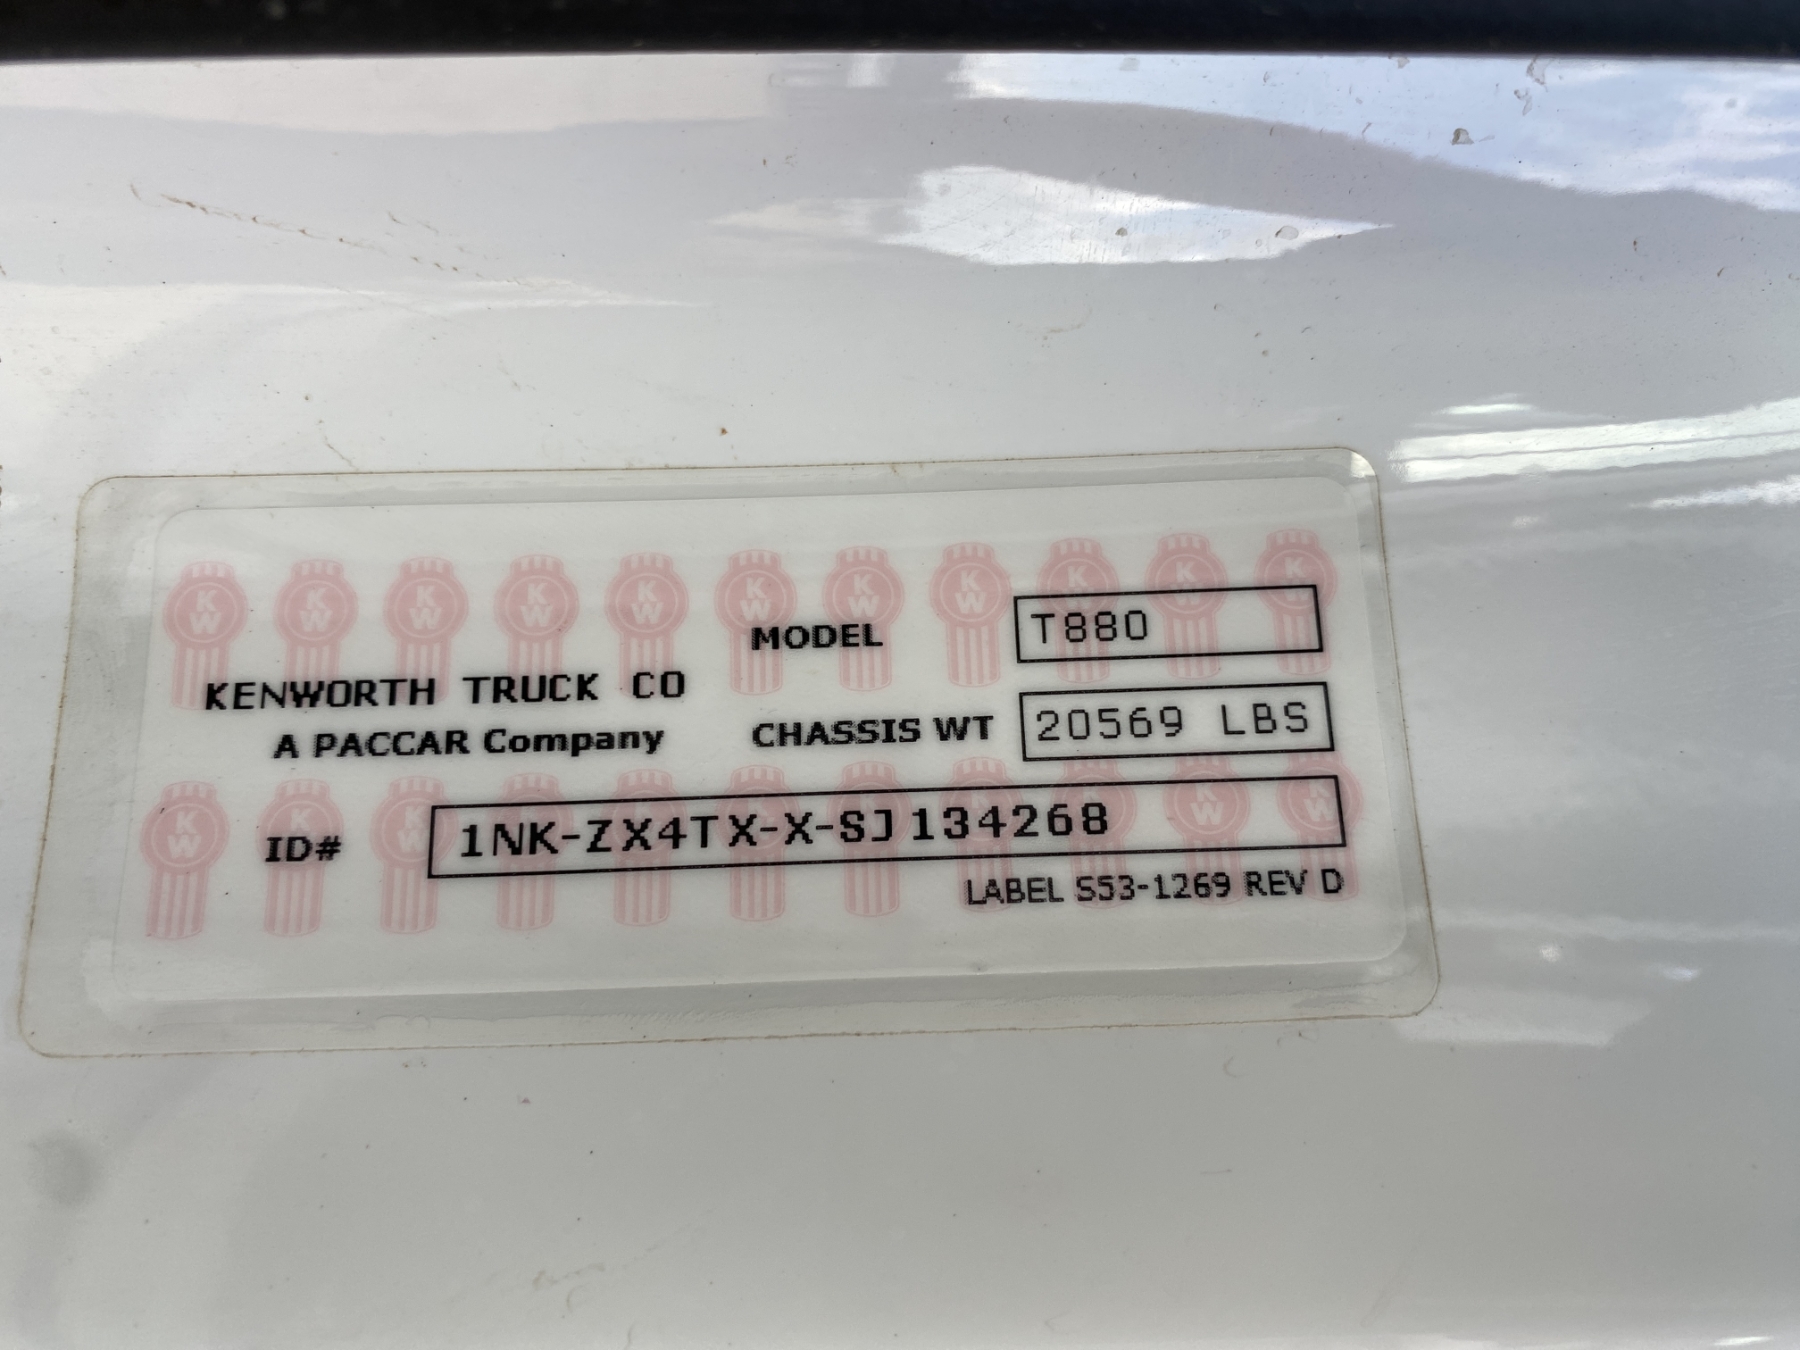 MODEL T880
KENWORTH TRUCK CO
A PACCAR Company
CHASSIS WT 20569 LBS
ID# 1NK-ZX4TX-X-SJ134268
LABEL S53-1269 REV D